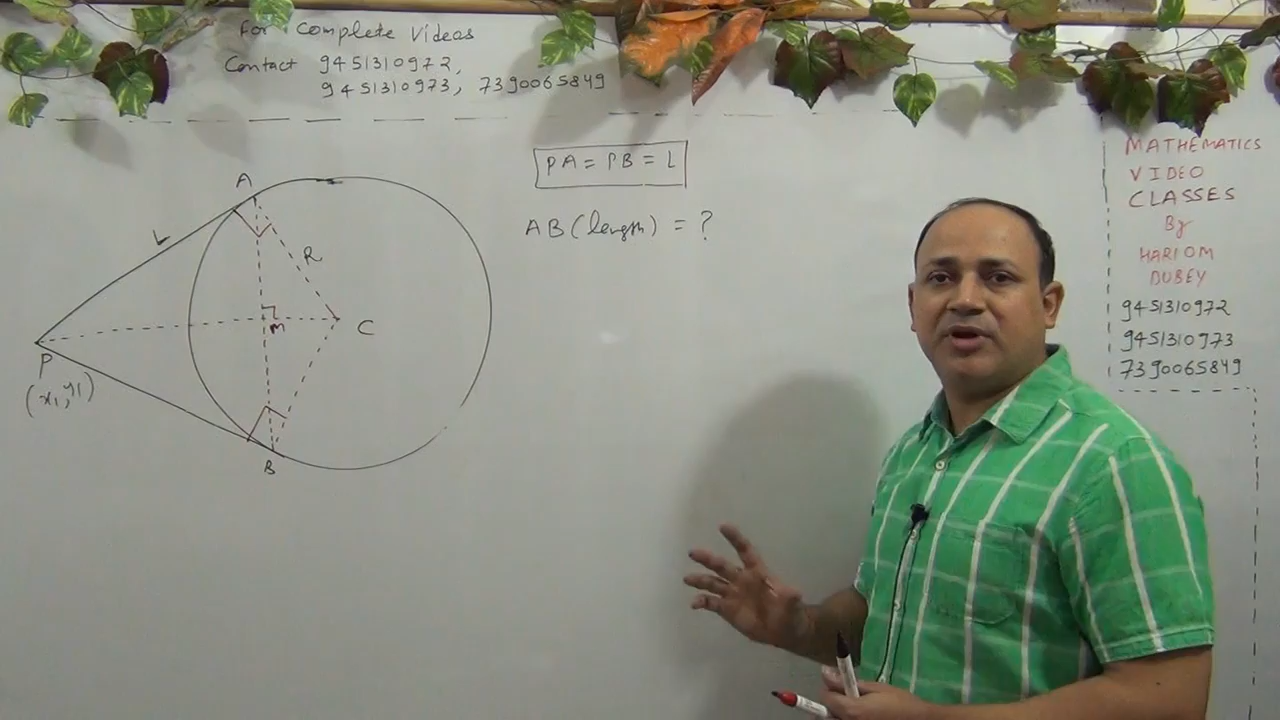 For Complete Videos
Contact 9451310972,
9451310973, 7390065849
PA = PB = L
AB (length) = ?
A
L
R
M
C
P
(x1, y1)
B
MATHEMATICS
VIDEO
CLASSES
By
HARIOM
DUBEY
9451310972
9451310973
7390065849